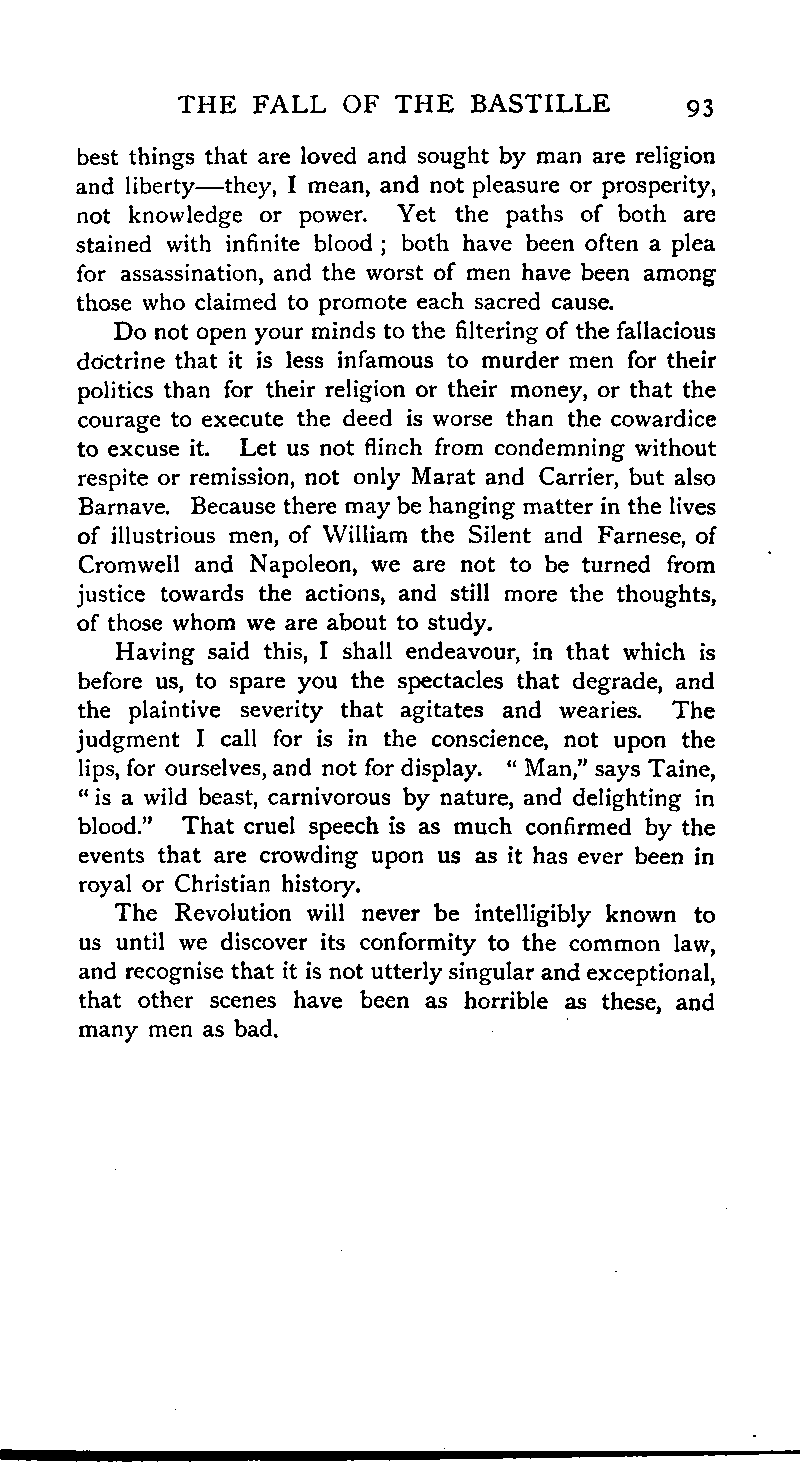 THE FALL OF THE BASTILLE 93
best things that are loved and sought by man are religion
and liberty—they, I mean, and not pleasure or prosperity,
not knowledge or power. Yet the paths of both are
stained with infinite blood ; both have been often a plea
for assassination, and the worst of men have been among
those who claimed to promote each sacred cause.
Do not open your minds to the filtering of the fallacious
doctrine that it is less infamous to murder men for their
politics than for their religion or their money, or that the
courage to execute the deed is worse than the cowardice
to excuse it. Let us not flinch from condemning without
respite or remission, not only Marat and Carrier, but also
Barnave. Because there may be hanging matter in the lives
of illustrious men, of William the Silent and Farnese, of
Cromwell and Napoleon, we are not to be turned from
justice towards the actions, and still more the thoughts,
of those whom we are about to study.
Having said this, I shall endeavour, in that which is
before us, to spare you the spectacles that degrade, and
the plaintive severity that agitates and wearies. The
judgment I call for is in the conscience, not upon the
lips, for ourselves, and not for display. “ Man,” says Taine,
“ is a wild beast, carnivorous by nature, and delighting in
blood.” That cruel speech is as much confirmed by the
events that are crowding upon us as it has ever been in
royal or Christian history.
The Revolution will never be intelligibly known to
us until we discover its conformity to the common law,
and recognise that it is not utterly singular and exceptional,
that other scenes have been as horrible as these, and
many men as bad.